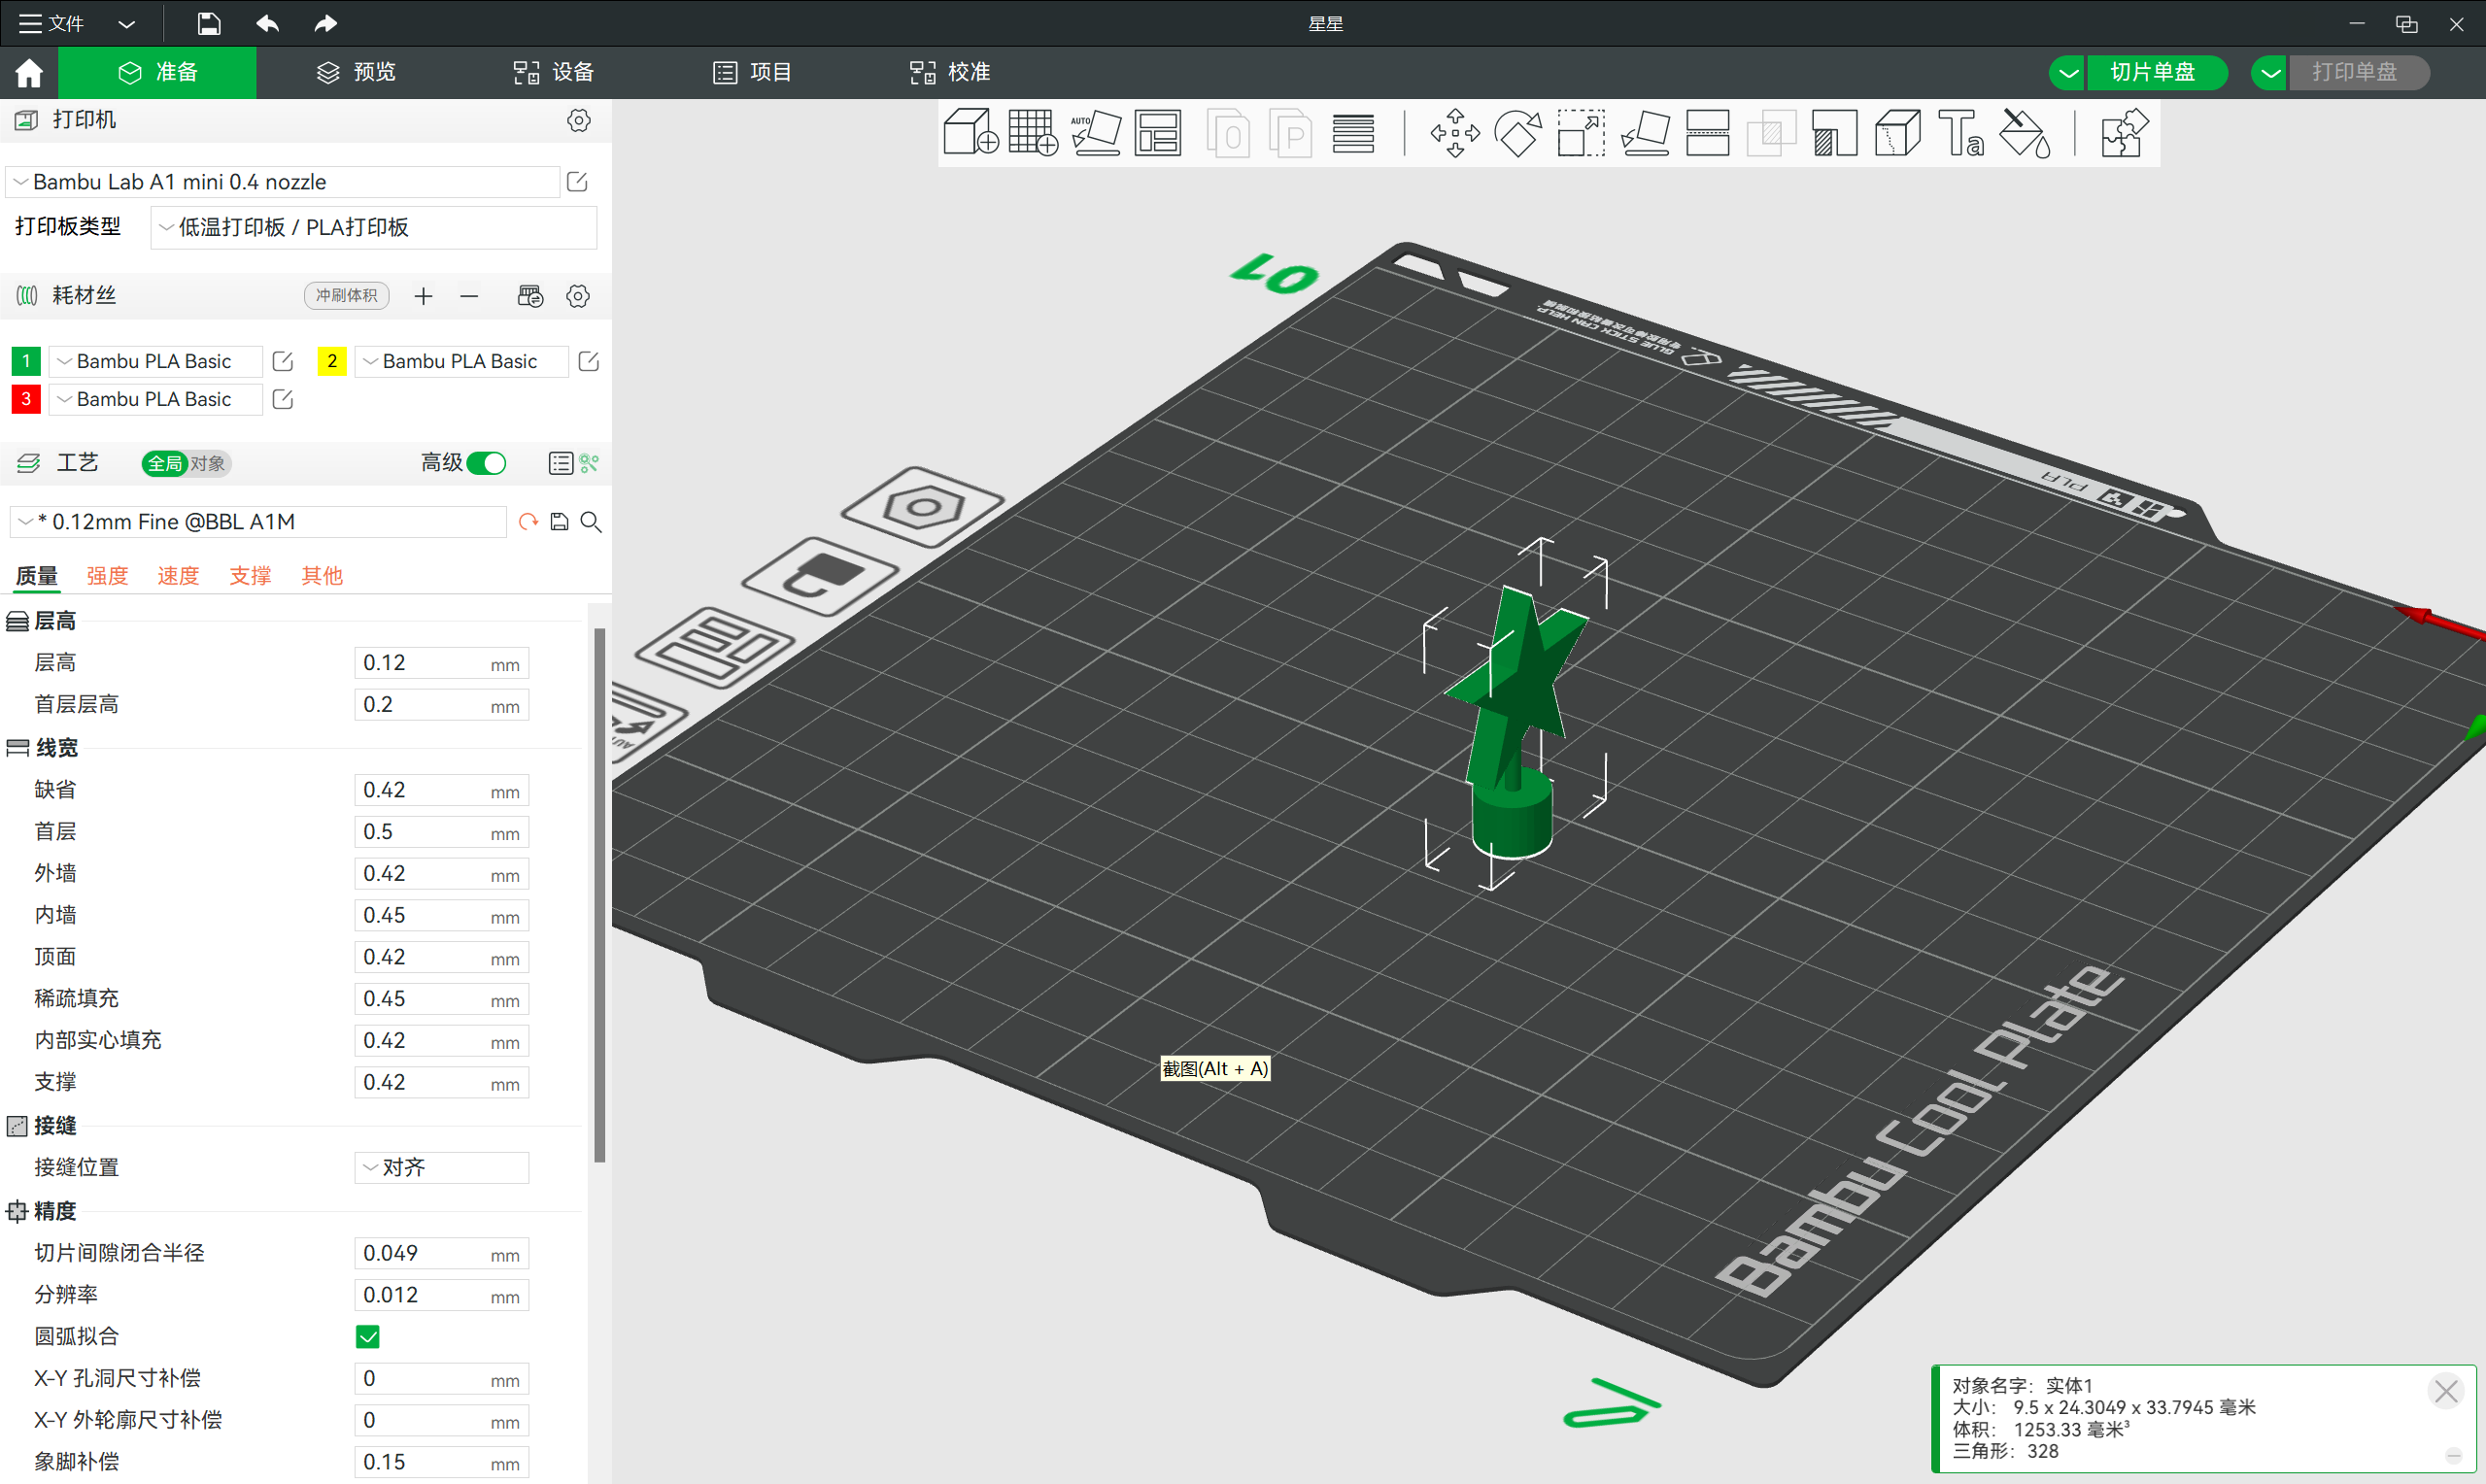 文件
星星
准备
预览
设备
项目
校准
切片单盘
打印单盘
打印机
Bambu Lab A1 mini 0.4 nozzle
打印板类型
低温打印板 / PLA打印板
耗材丝
冲刷体积
1 Bambu PLA Basic
2 Bambu PLA Basic
3 Bambu PLA Basic
工艺
全局 对象
高级
* 0.12mm Fine @BBL A1M
质量 强度 速度 支撑 其他
层高
层高 0.12 mm
首层层高 0.2 mm
线宽
缺省 0.42 mm
首层 0.5 mm
外墙 0.42 mm
内墙 0.45 mm
顶面 0.42 mm
稀疏填充 0.45 mm
内部实心填充 0.42 mm
支撑 0.42 mm
接缝
接缝位置 对齐
精度
切片间隙闭合半径 0.049 mm
分辨率 0.012 mm
圆弧拟合
X-Y 孔洞尺寸补偿 0 mm
X-Y 外轮廓尺寸补偿 0 mm
象脚补偿 0.15 mm
AUTO
O
P
Ta
01
GLUE STICK CAN HELP.
PLA
AUTO
Bambu Cool Plate
截图(Alt + A)
对象名字: 实体1
大小: 9.5 x 24.3049 x 33.7945 毫米
体积: 1253.33 毫米³
三角形: 328